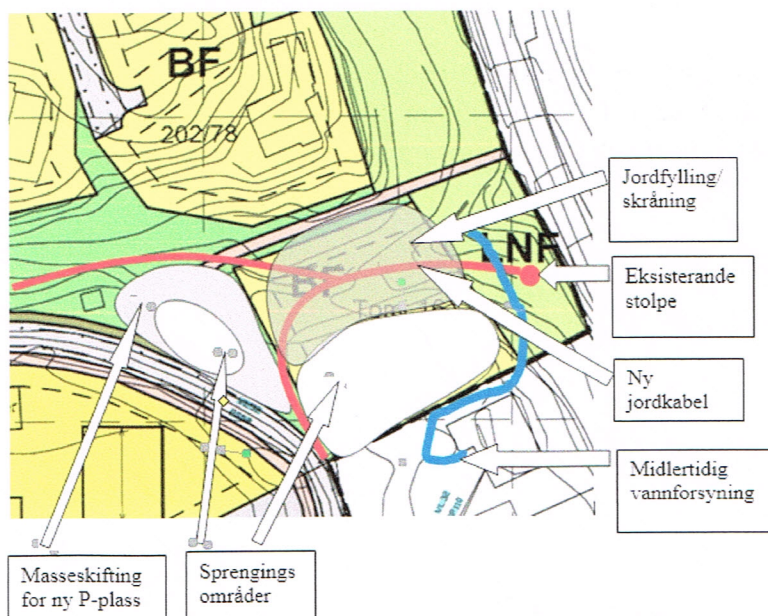 BF
202/78
Jordfylling/
skråning
LNF
Eksisterande
stolpe
BF
Ny
jordkabel
Midlertidig
vannforsyning
Masseskifting
for ny P-plass
Sprengings
områder